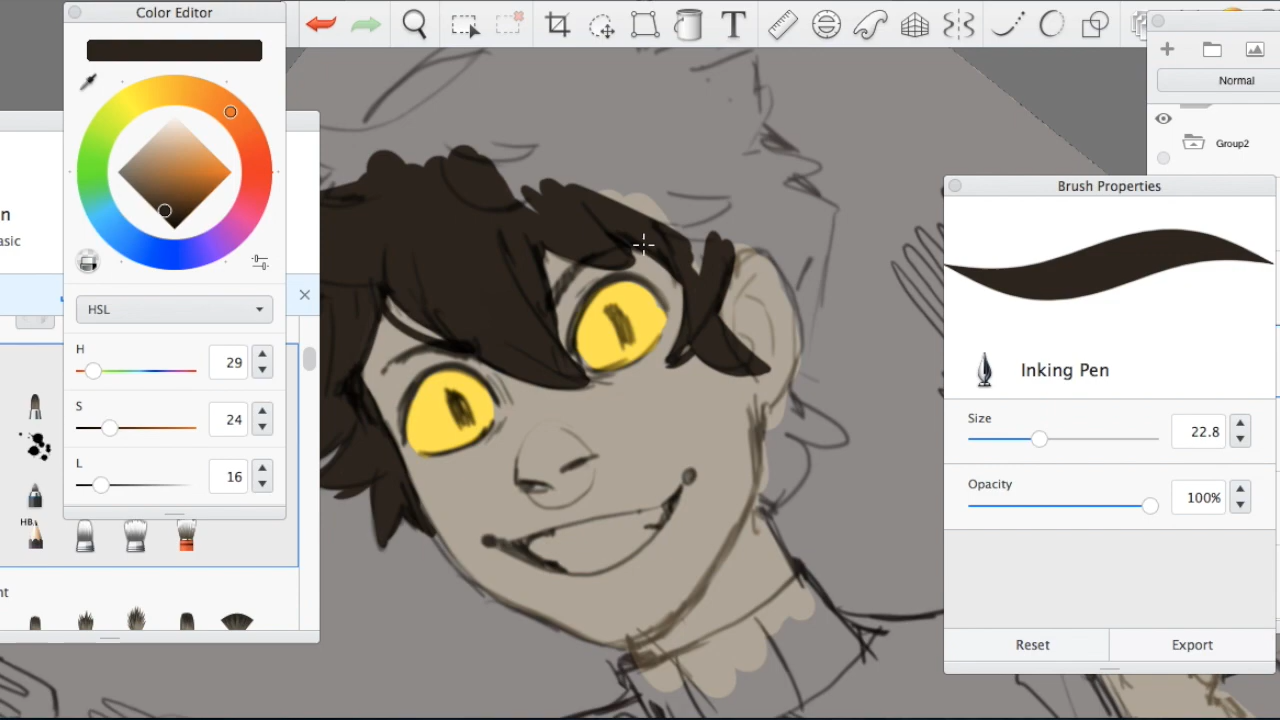 Color Editor
T
Normal
Group2
n
asic
HSL
H 29
S 24
L 16
HB
nt
Brush Properties
Inking Pen
Size
22.8
Opacity
100%
Reset Export